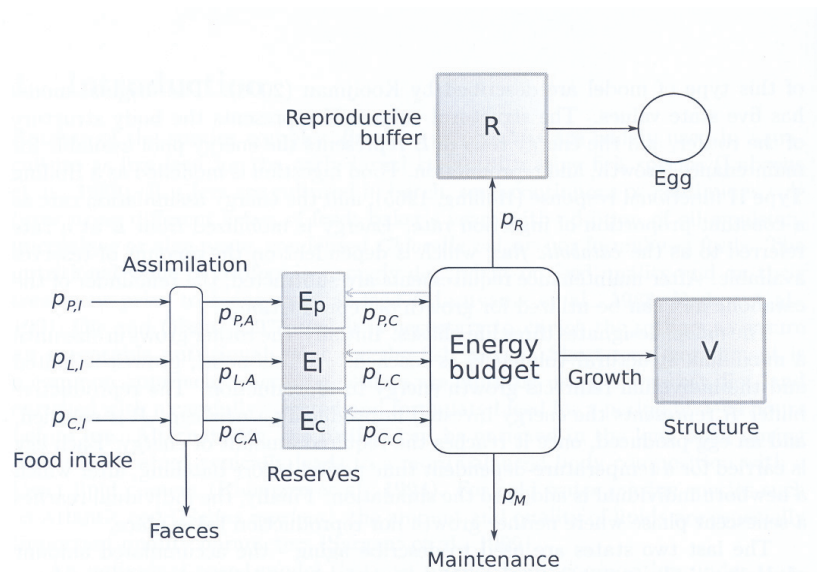 Reproductive
buffer
R
Egg
p_R
Assimilation
p_P,I
p_P,A
E_p
p_P,C
p_L,I
p_L,A
E_l
p_L,C
Energy
budget
V
Growth
Structure
p_C,I
p_C,A
E_c
p_C,C
Food intake
Reserves
p_M
Faeces
Maintenance